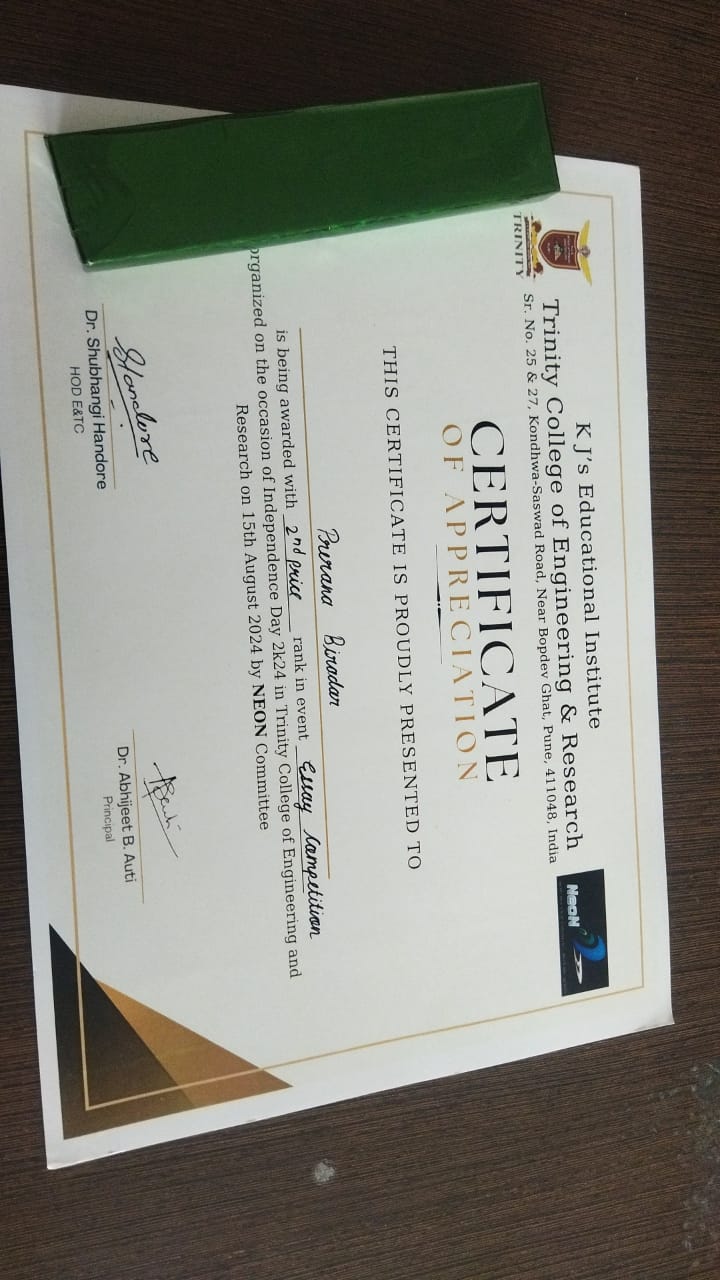 K J's Educational Institute
Trinity College of Engineering & Research
Sr. No. 25 & 27, Kondhwa-Saswad Road, Near Bopdev Ghat, Pune, 411048, India
TRINITY
NeoN
CERTIFICATE
OF APPRECIATION
THIS CERTIFICATE IS PROUDLY PRESENTED TO
Prerana Biradar
is being awarded with 2nd price rank in event Essay Competition
organized on the occasion of Independence Day 2k24 in Trinity College of Engineering and
Research on 15th August 2024 by NEON Committee
SHandore
Dr. Shubhangi Handore
HOD E&TC
Dr. Abhijeet B. Auti
Principal